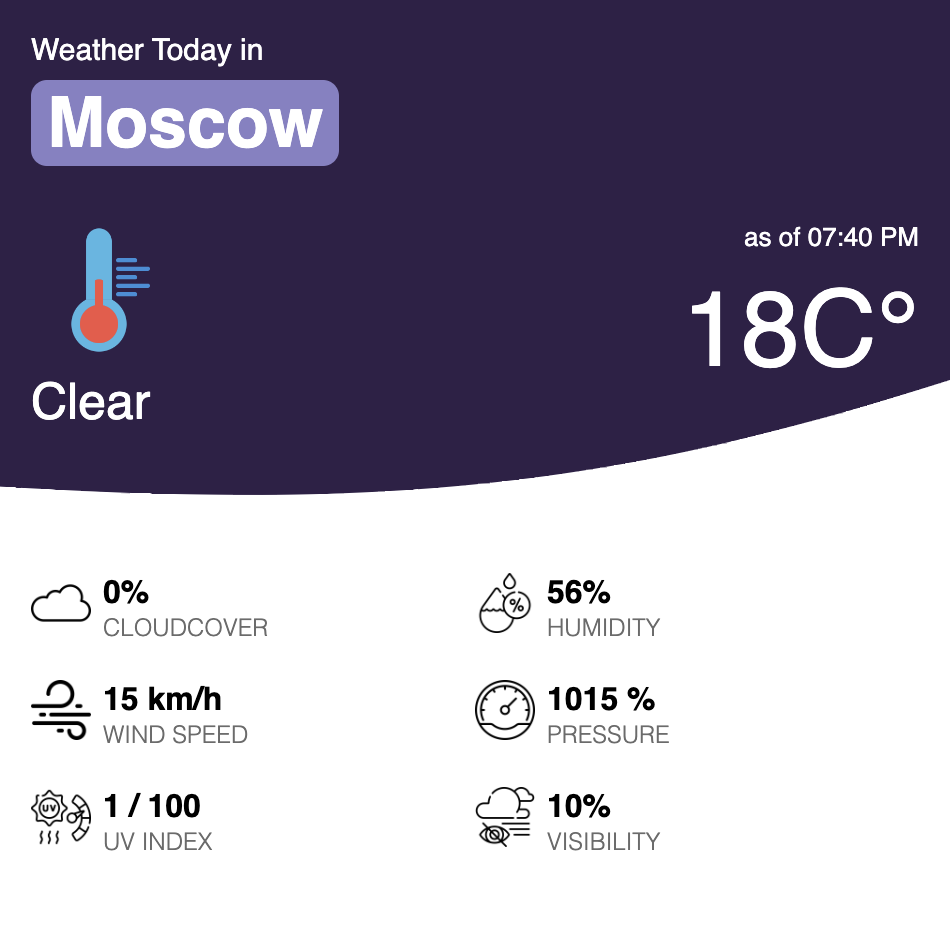 Weather Today in
Moscow
as of 07:40 PM
18C°
Clear
0%
CLOUDCOVER
56%
%
HUMIDITY
15 km/h
WIND SPEED
1015 %
PRESSURE
UV
1 / 100
UV INDEX
10%
VISIBILITY